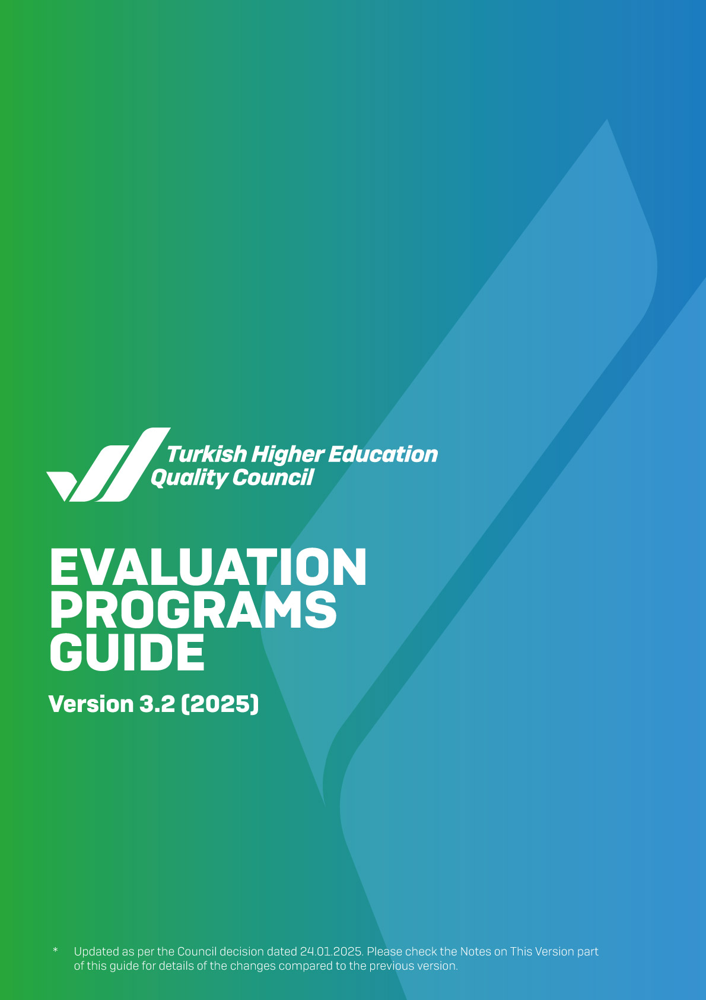 Turkish Higher Education
Quality Council
EVALUATION
PROGRAMS
GUIDE
Version 3.2 (2025)
* Updated as per the Council decision dated 24.01.2025. Please check the Notes on This Version part
of this guide for details of the changes compared to the previous version.